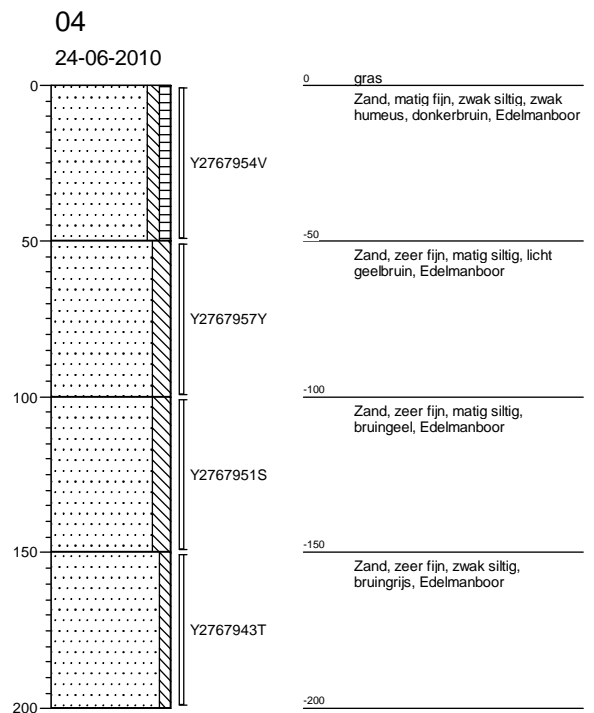 04
24-06-2010
0
0
gras
Zand, matig fijn, zwak siltig, zwak
humeus, donkerbruin, Edelmanboor
Y2767954V
50
-50
Zand, zeer fijn, matig siltig, licht
geelbruin, Edelmanboor
Y2767957Y
100
-100
Zand, zeer fijn, matig siltig,
bruingeel, Edelmanboor
Y2767951S
150
-150
Zand, zeer fijn, zwak siltig,
bruingrijs, Edelmanboor
Y2767943T
200
-200